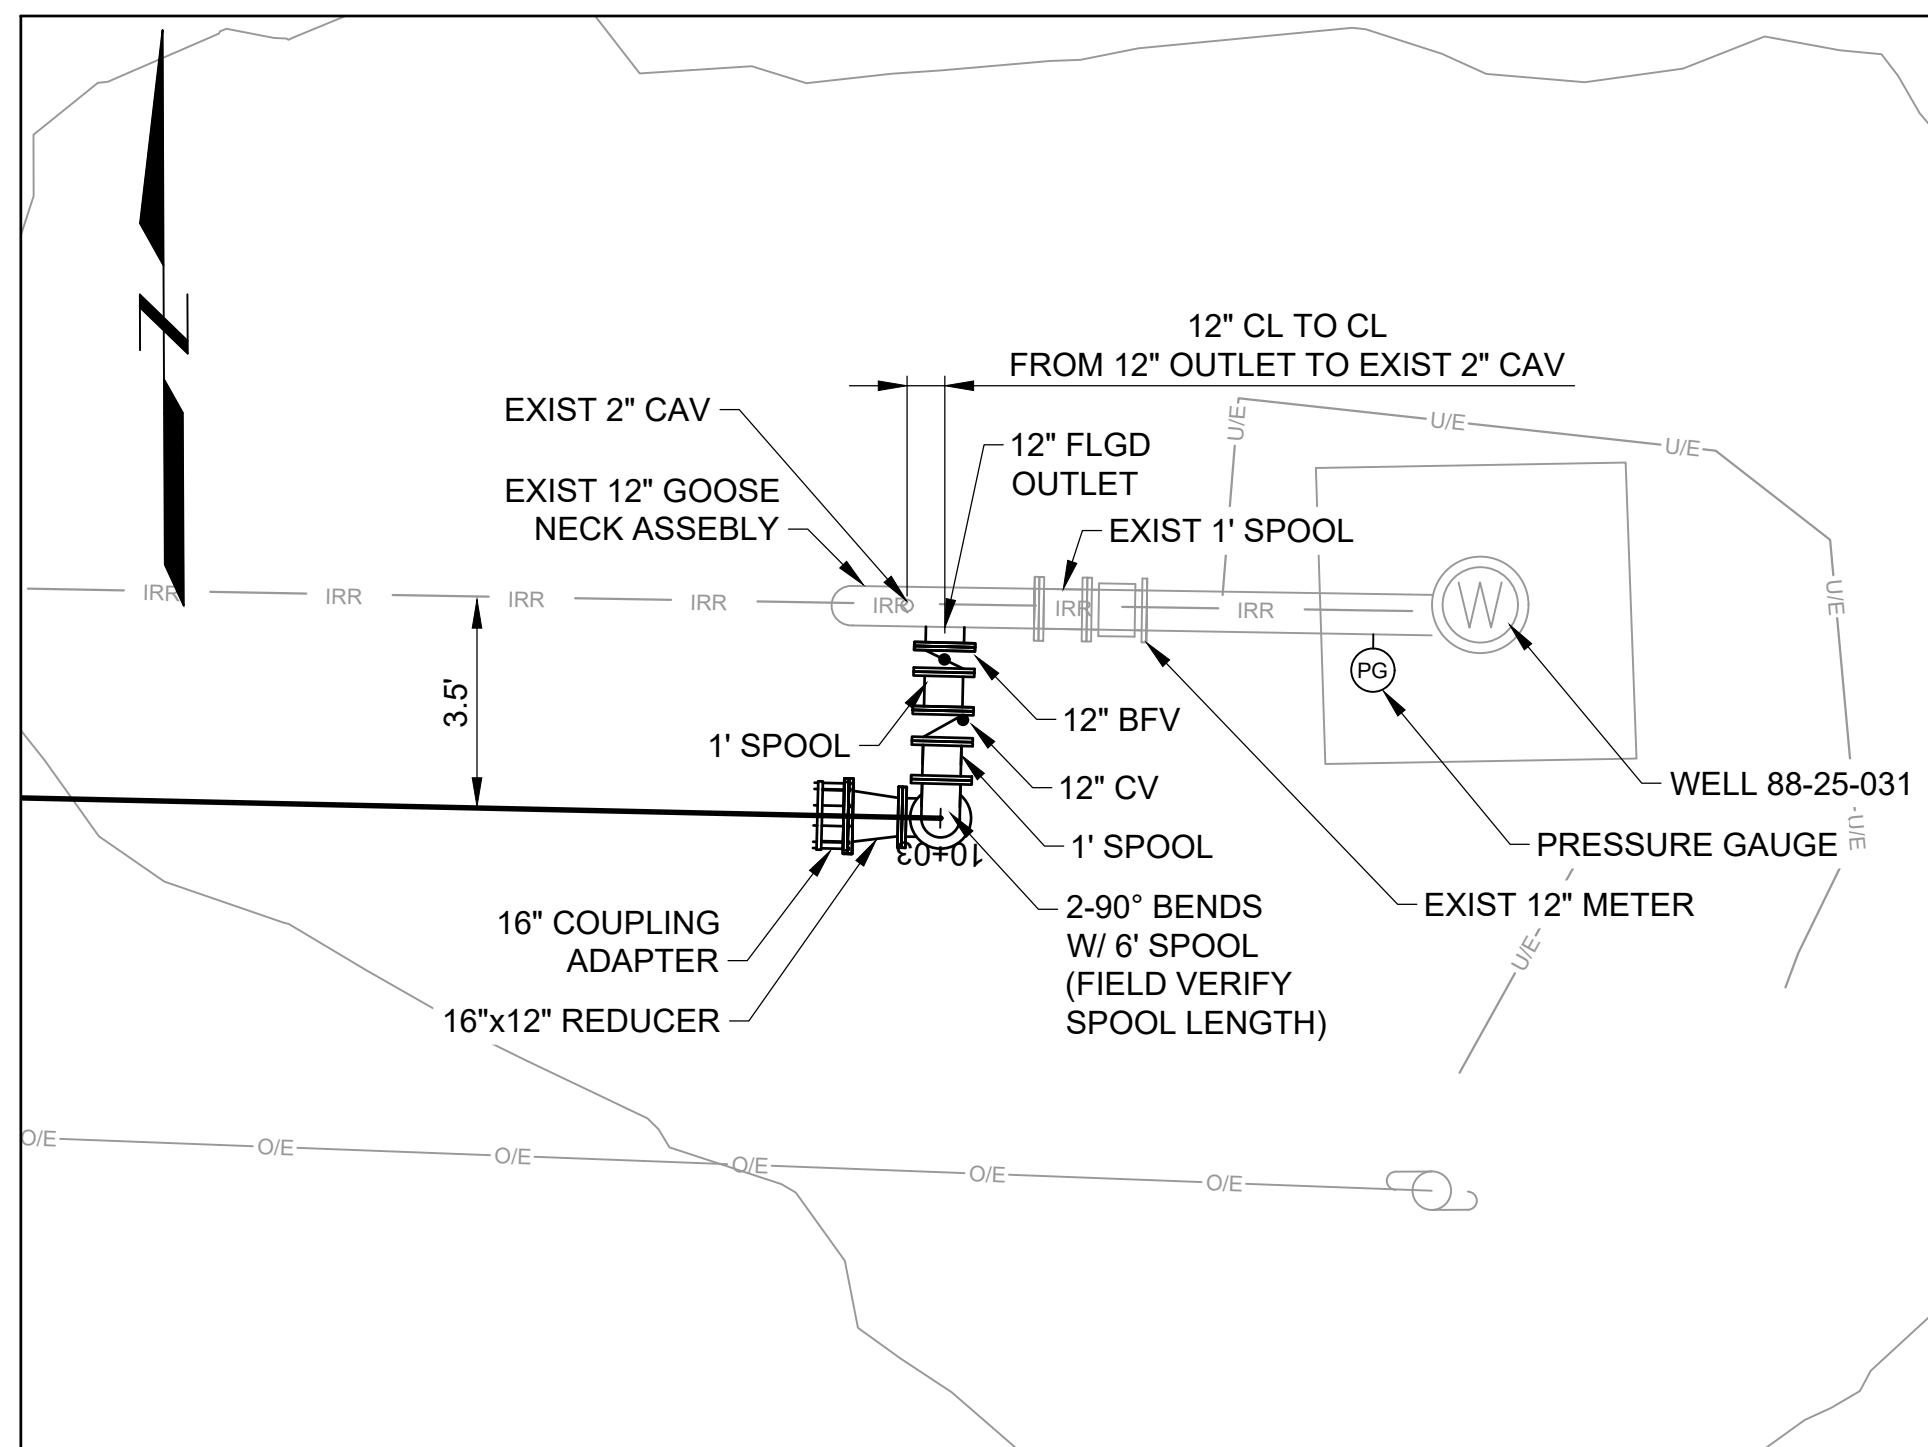 N
12" CL TO CL
FROM 12" OUTLET TO EXIST 2" CAV
EXIST 2" CAV
12" FLGD
OUTLET
EXIST 12" GOOSE
NECK ASSEBLY
EXIST 1' SPOOL
U/E
U/E
U/E
U/E
U/E
U/E
IRR
IRR
IRR
IRR
IRR
IRR
IRR
W
PG
3.5'
12" BFV
1' SPOOL
12" CV
WELL 88-25-031
1' SPOOL
PRESSURE GAUGE
10+03
2-90° BENDS
W/ 6' SPOOL
(FIELD VERIFY
SPOOL LENGTH)
EXIST 12" METER
16" COUPLING
ADAPTER
16"x12" REDUCER
O/E
O/E
O/E
O/E
O/E
O/E